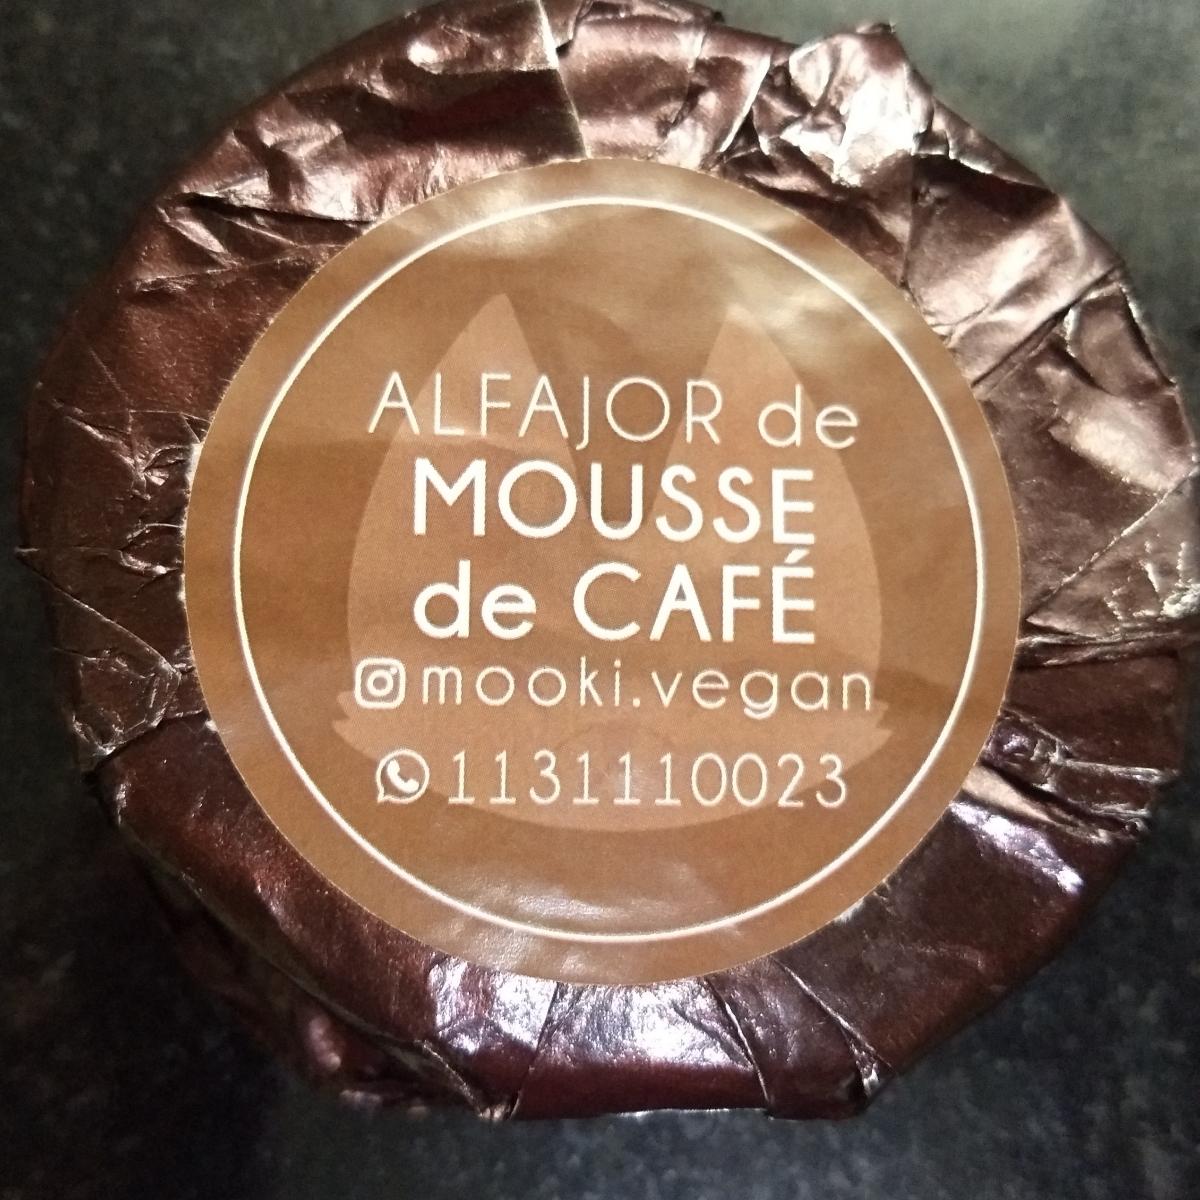 ALFAJOR de
MOUSSE
de CAFÉ
mooki.vegan
1131110023